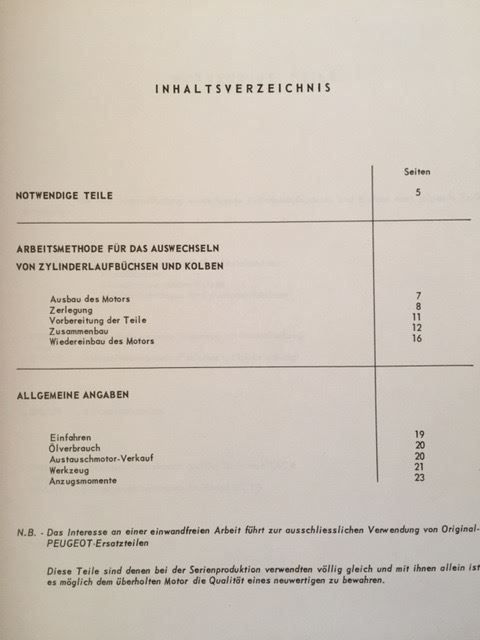 INHALTSVERZEICHNIS
Seiten
NOTWENDIGE TEILE 5
ARBEITSMETHODE FÜR DAS AUSWECHSELN
VON ZYLINDERLAUFBÜCHSEN UND KOLBEN
Ausbau des Motors 7
Zerlegung 8
Vorbereitung der Teile 11
Zusammenbau 12
Wiedereinbau des Motors 16
ALLGEMEINE ANGABEN
Einfahren 19
Ölverbrauch 20
Austauschmotor-Verkauf 20
Werkzeug 21
Anzugsmomente 23
N.B. - Das Interesse an einer einwandfreien Arbeit führt zur ausschliesslichen Verwendung von Original-
PEUGEOT-Ersatzteilen
Diese Teile sind denen bei der Serienproduktion verwendten völlig gleich und mit ihnen allein ist
es möglich dem überholten Motor die Qualität eines neuwertigen zu bewahren.